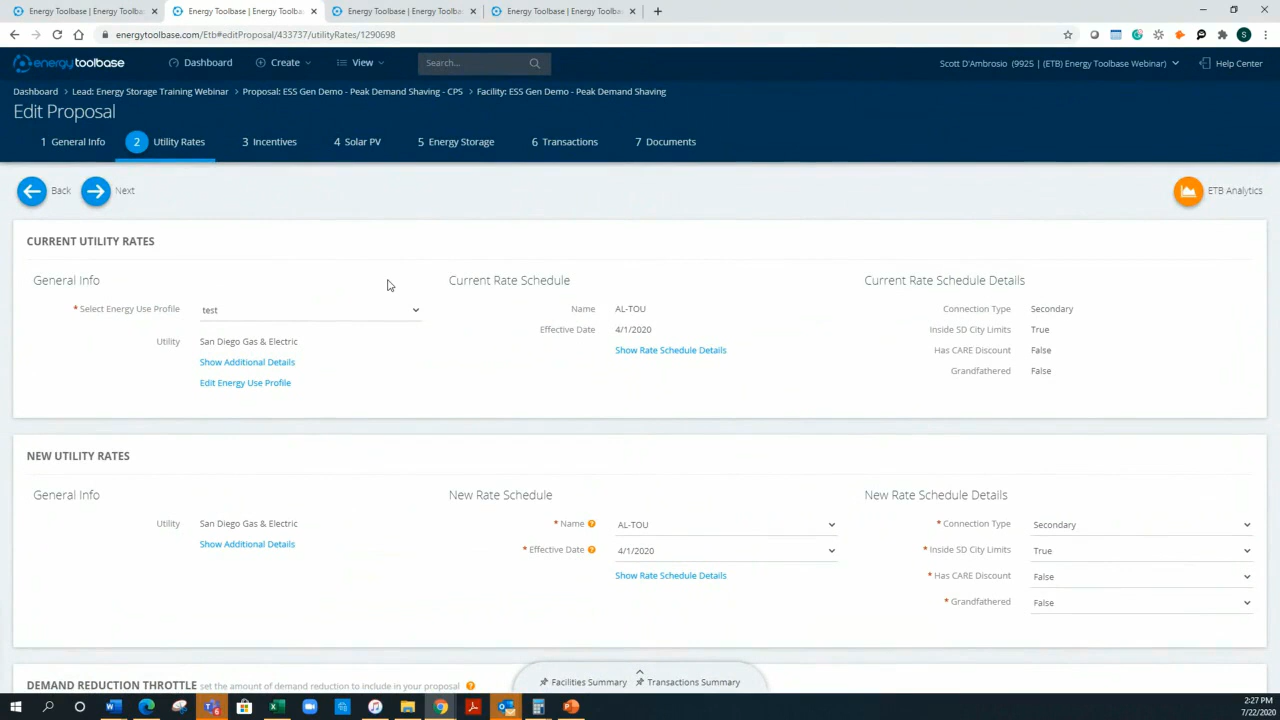 Energy Toolbase | Energy Toolbas
Energy Toolbase | Energy Toolbas
Energy Toolbase | Energy Toolbas
Energy Toolbase | Energy Toolbas
energytoolbase.com/Etb#editProposal/433737/utilityRates/1290698
S
energytoolbase Dashboard Create View Search... Scott D'Ambrosio (9925 | (ETB) Energy Toolbase Webinar) Help Center
Dashboard > Lead: Energy Storage Training Webinar > Proposal: ESS Gen Demo - Peak Demand Shaving - CPS > Facility: ESS Gen Demo - Peak Demand Shaving
Edit Proposal
1 General Info 2 Utility Rates 3 Incentives 4 Solar PV 5 Energy Storage 6 Transactions 7 Documents
Back Next ETB Analytics
CURRENT UTILITY RATES
General Info Current Rate Schedule Current Rate Schedule Details
* Select Energy Use Profile test Name AL-TOU Connection Type Secondary
Utility San Diego Gas & Electric Effective Date 4/1/2020 Inside SD City Limits True
Show Additional Details Show Rate Schedule Details Has CARE Discount False
Edit Energy Use Profile Grandfathered False
NEW UTILITY RATES
General Info New Rate Schedule New Rate Schedule Details
Utility San Diego Gas & Electric * Name ? AL-TOU * Connection Type Secondary
Show Additional Details * Effective Date ? 4/1/2020 * Inside SD City Limits True
Show Rate Schedule Details * Has CARE Discount False
* Grandfathered False
DEMAND REDUCTION THROTTLE set the amount of demand reduction to include in your proposal ?
Facilities Summary Transactions Summary
2:27 PM
7/22/2020